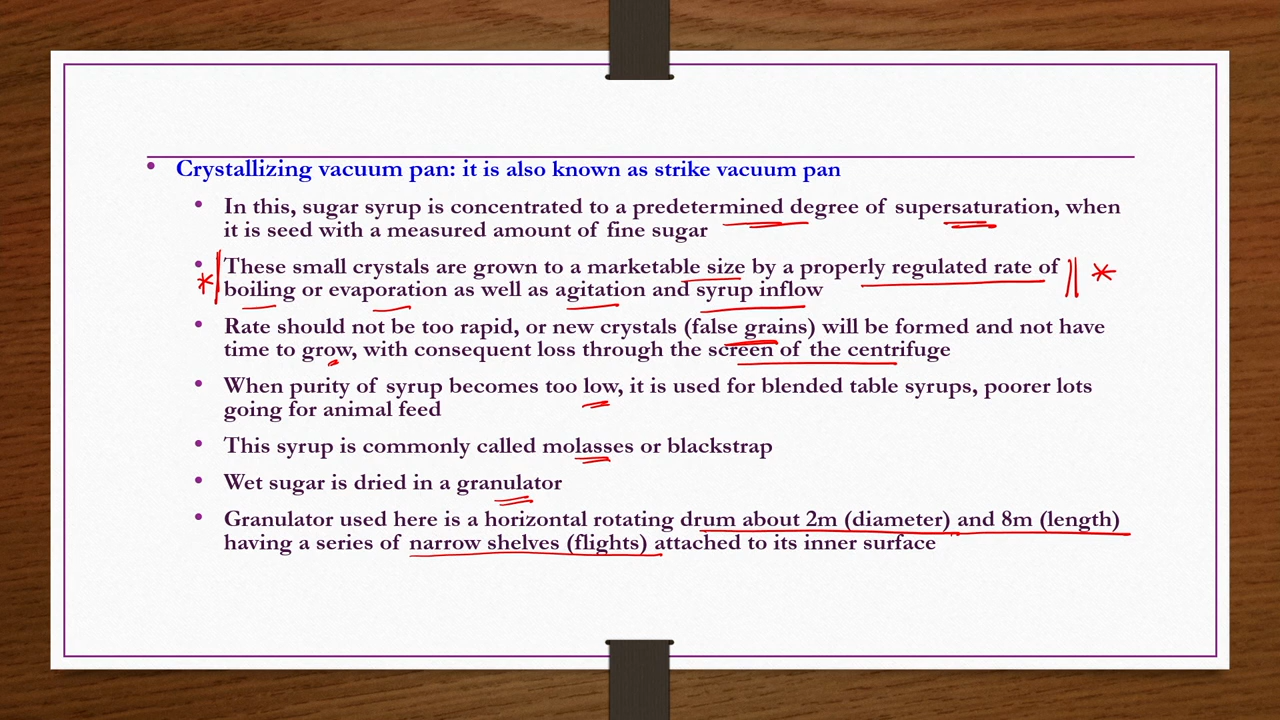 • Crystallizing vacuum pan: it is also known as strike vacuum pan
• In this, sugar syrup is concentrated to a predetermined degree of supersaturation, when
it is seed with a measured amount of fine sugar
• These small crystals are grown to a marketable size by a properly regulated rate of
boiling or evaporation as well as agitation and syrup inflow
• Rate should not be too rapid, or new crystals (false grains) will be formed and not have
time to grow, with consequent loss through the screen of the centrifuge
• When purity of syrup becomes too low, it is used for blended table syrups, poorer lots
going for animal feed
• This syrup is commonly called molasses or blackstrap
• Wet sugar is dried in a granulator
• Granulator used here is a horizontal rotating drum about 2m (diameter) and 8m (length)
having a series of narrow shelves (flights) attached to its inner surface